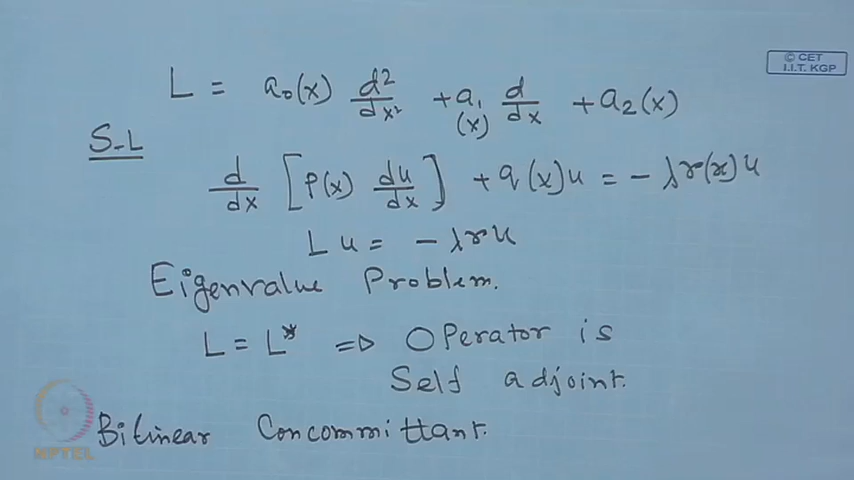 © CET
I.I.T. KGP
L = a₀(x) d²/dx² + a₁(x) d/dx + a₂(x)
S-L
d/dx [P(x) du/dx] + q(x)u = - λr(x)u
L u = - λru
Eigenvalue Problem.
L = L* => Operator is
Self adjoint.
Bilinear Concommittant.
NPTEL